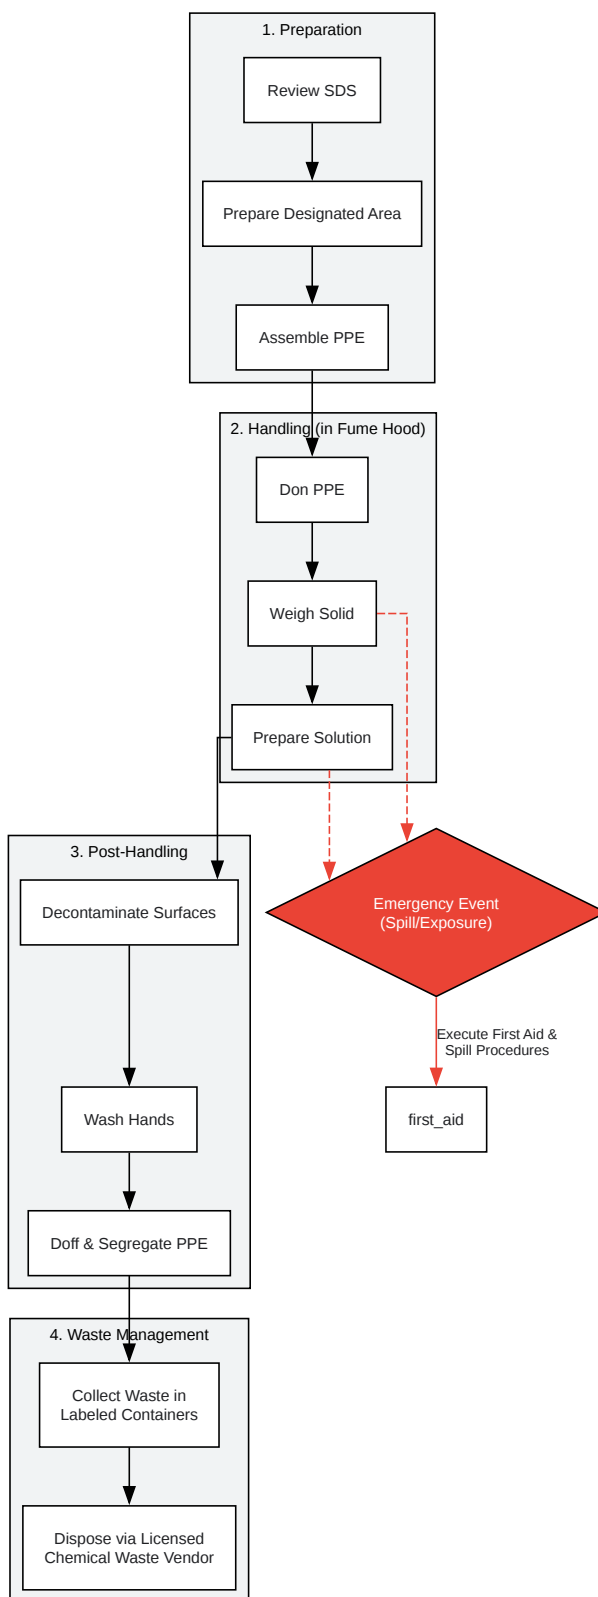 1. Preparation
Review SDS
Prepare Designated Area
Assemble PPE
2. Handling (in Fume Hood)
Don PPE
Weigh Solid
Prepare Solution
3. Post-Handling
Decontaminate Surfaces
Emergency Event
(Spill/Exposure)
Execute First Aid &
Spill Procedures
Wash Hands
first_aid
Doff & Segregate PPE
4. Waste Management
Collect Waste in
Labeled Containers
Dispose via Licensed
Chemical Waste Vendor